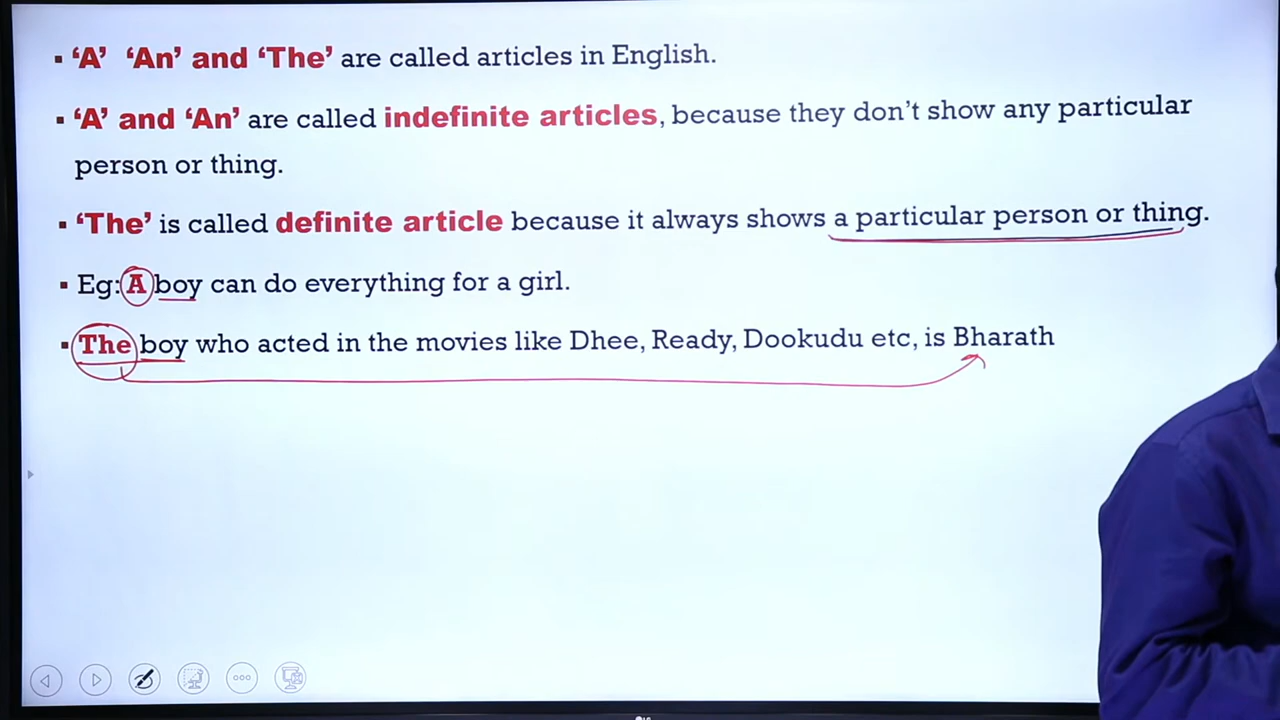 ▪ ‘A’ ‘An’ and ‘The’ are called articles in English.
▪ ‘A’ and ‘An’ are called indefinite articles, because they don’t show any particular
person or thing.
▪ ‘The’ is called definite article because it always shows a particular person or thing.
▪ Eg: A boy can do everything for a girl.
▪ The boy who acted in the movies like Dhee, Ready, Dookudu etc, is Bharath
LG